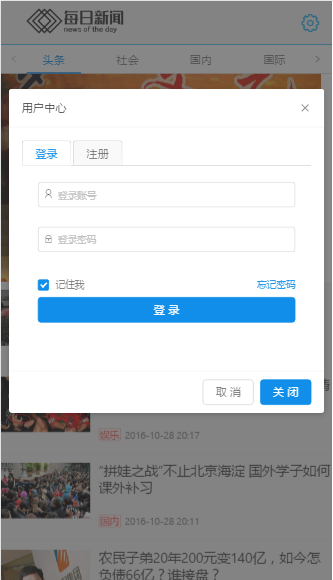 每日新闻
news of the day
头条 社会 国内 国际
用户中心
登录 注册
登录账号
登录密码
记住我 忘记密码
登 录
取 消 关 闭
娱乐 2016-10-28 20:17
“拼娃之战”不止北京海淀 国外学子如何
课外补习
国内 2016-10-28 20:11
农民子弟20年200元变140亿，如今怎
负债66亿？谁接盘？